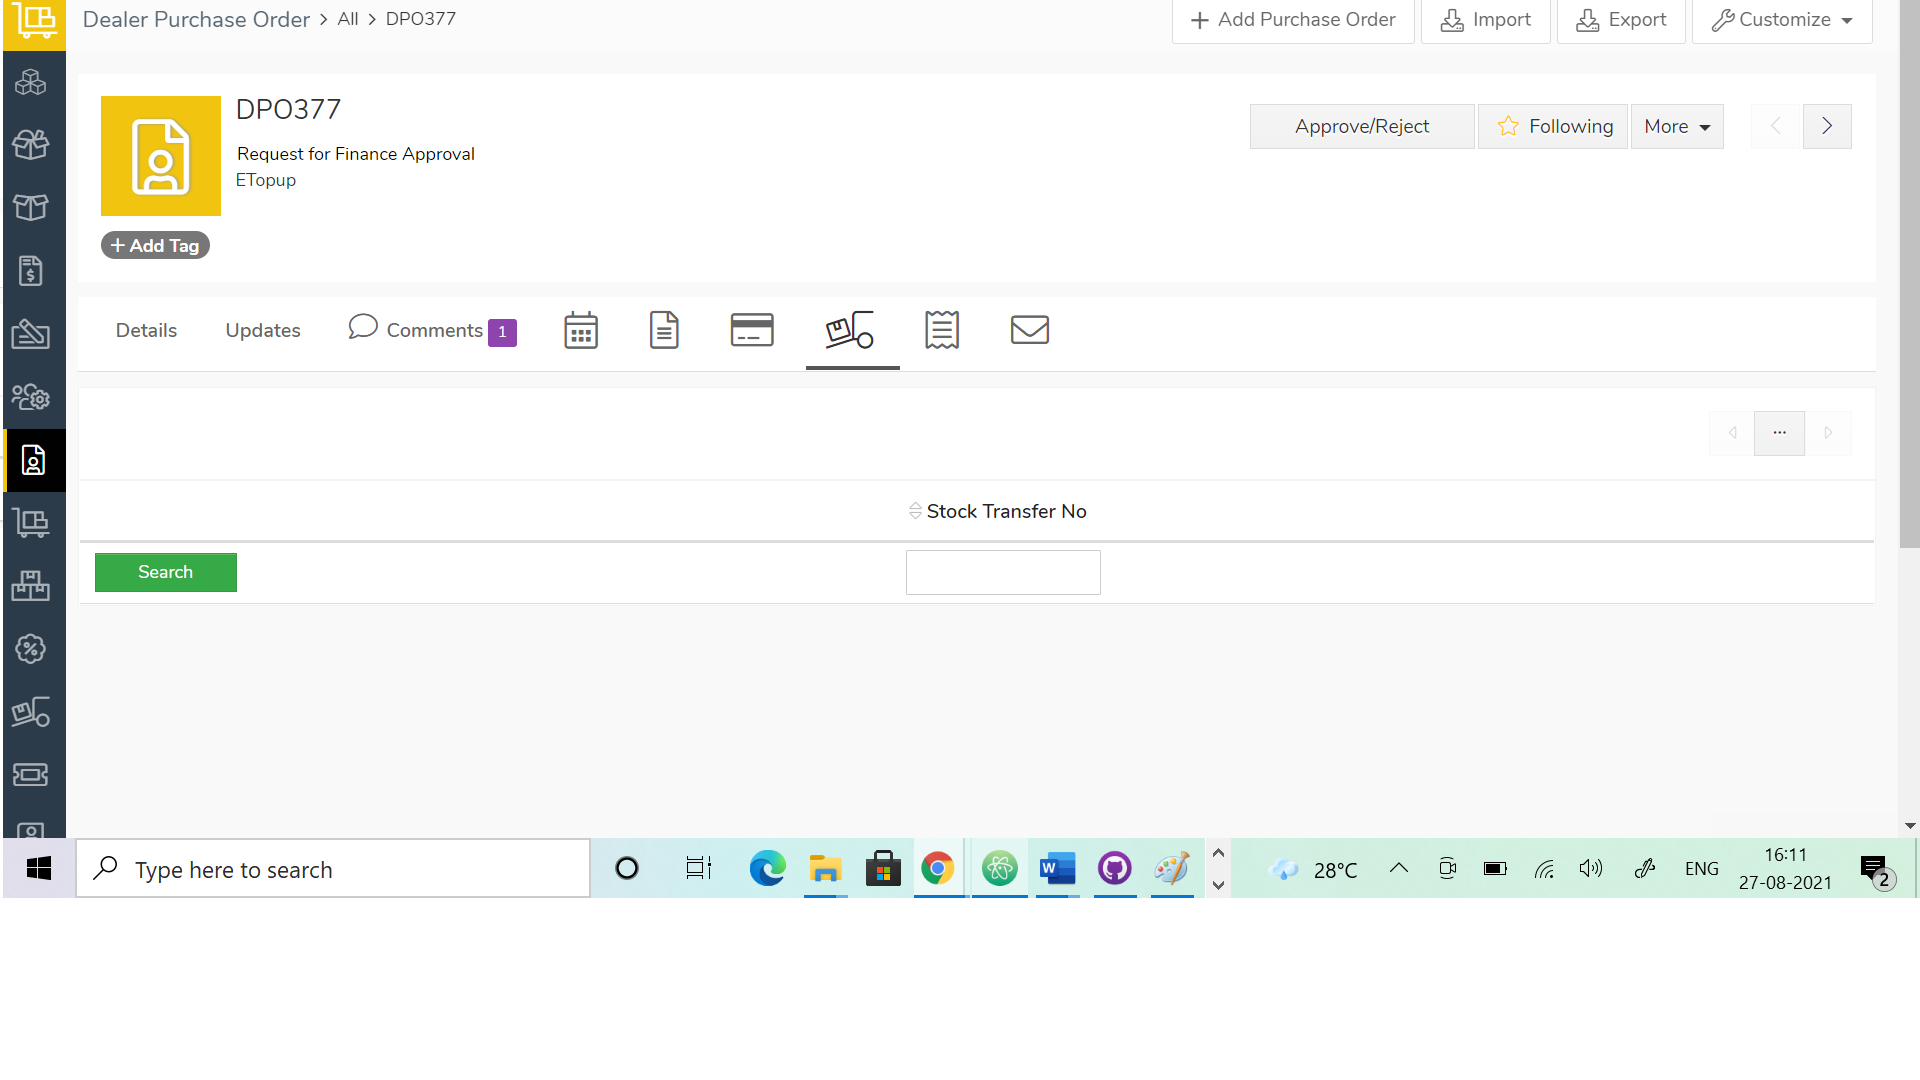 Dealer Purchase Order > All > DPO377
+ Add Purchase Order
Import
Export
Customize
DPO377
Request for Finance Approval
ETopup
+ Add Tag
Approve/Reject
Following
More
Details
Updates
Comments 1
...
Stock Transfer No
Search
Type here to search
28°C
ENG
16:11
27-08-2021
2